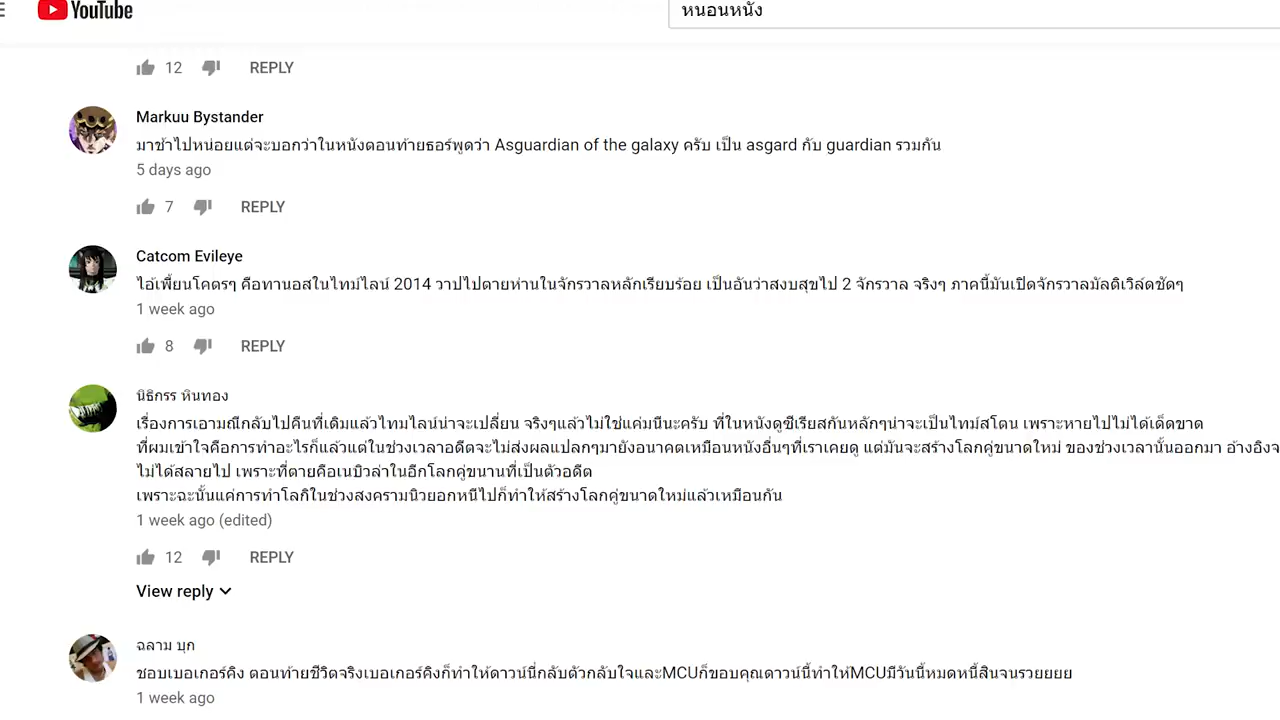 YouTube
หนอนหนัง
12 REPLY
Markuu Bystander
มาช้าไปหน่อยแต่จะบอกว่าในหนังตอนท้ายธอร์พูดว่า Asguardian of the galaxy ครับ เป็น asgard กับ guardian รวมกัน
5 days ago
7 REPLY
Catcom Evileye
ไอ้เพี้ยนโคตรๆ คือทานอสในไทม์ไลน์ 2014 วาปไปตายห่านในจักรวาลหลักเรียบร้อย เป็นอันว่าสงบสุขไป 2 จักรวาล จริงๆ ภาคนี้มันเปิดจักรวาลมัลติเวิล์ดชัดๆ
1 week ago
8 REPLY
นิธิกรร หินทอง
เรื่องการเอามณีกลับไปคืนที่เดิมแล้วไทมไลน์น่าจะเปลี่ยน จริงๆแล้วไม่ใช่แค่มนีนะครับ ที่ในหนังดูซีเรียสกันหลักๆน่าจะเป็นไทม์สโตน เพราะหายไปไม่ได้เด็ดขาด
ที่ผมเข้าใจคือการทำอะไรก็แล้วแต่ในช่วงเวลาอดีตจะไม่ส่งผลแปลกๆมายังอนาคตเหมือนหนังอื่นๆที่เราเคยดู แต่มันจะสร้างโลกคู่ขนาดใหม่ ของช่วงเวลานั้นออกมา อ้างอิงจ
ไม่ได้สลายไป เพราะที่ตายคือเนบิวล่าในอีกโลกคู่ขนานที่เป็นตัวอดีต
เพราะฉะนั้นแค่การทำโลกิในช่วงสงครามนิวยอกหนีไปก็ทำให้สร้างโลกคู่ขนาดใหม่แล้วเหมือนกัน
1 week ago (edited)
12 REPLY
View reply
ฉลาม บุก
ชอบเบอเกอร์คิง ตอนท้ายชีวิตจริงเบอเกอร์คิงก็ทำให้ดาวน์นี่กลับตัวกลับใจและMCUก็ขอบคุณดาวน์นี้ทำให้MCUมีวันนี้หมดหนี้สินจนรวยยยย
1 week ago